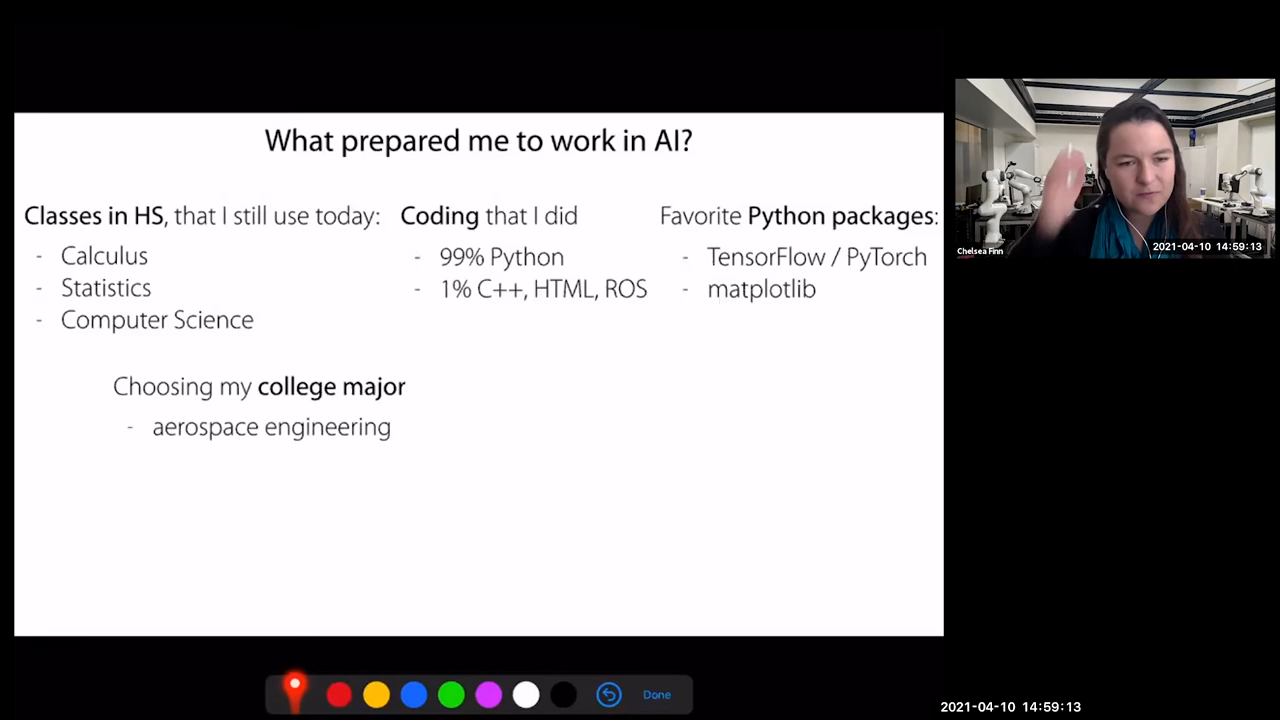 What prepared me to work in AI?
Classes in HS, that I still use today:
- Calculus
- Statistics
- Computer Science
Coding that I did
- 99% Python
- 1% C++, HTML, ROS
Favorite Python packages:
- TensorFlow / PyTorch
- matplotlib
Choosing my college major
- aerospace engineering
Chelsea Finn
2021-04-10 14:59:13
Done
2021-04-10 14:59:13